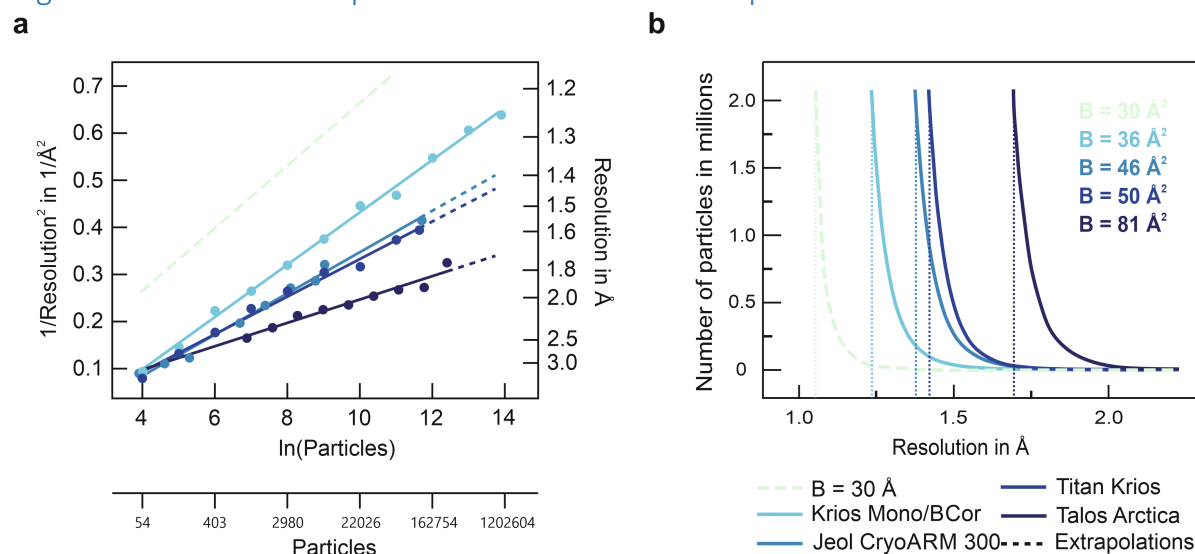 a
b
0.7
0.6
0.5
0.4
0.3
0.2
0.1
1/Resolution² in 1/Å²
1.2
1.3
1.4
1.5
1.6
1.8
2.0
2.5
3.0
Resolution in Å
4 6 8 10 12 14
ln(Particles)
54 403 2980 22026 162754 1202604
Particles
Number of particles in millions
2.0
1.5
1.0
0.5
0
B = 30 Å²
B = 36 Å²
B = 46 Å²
B = 50 Å²
B = 81 Å²
1.0 1.5 2.0
Resolution in Å
B = 30 Å
Krios Mono/BCor
Jeol CryoARM 300
Titan Krios
Talos Arctica
Extrapolations